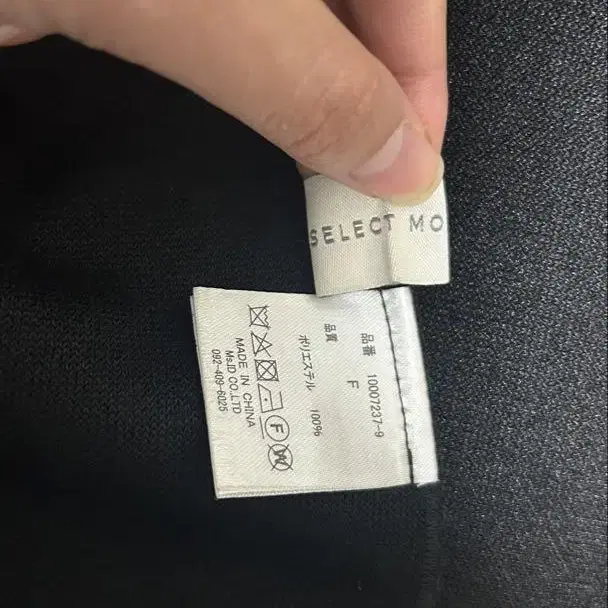 SELECT MO
品番 10007237-9
F
品質
ポリエステル 100%
F W
MADE IN CHINA
Ms.ID CO.,LTD
092-409-6025